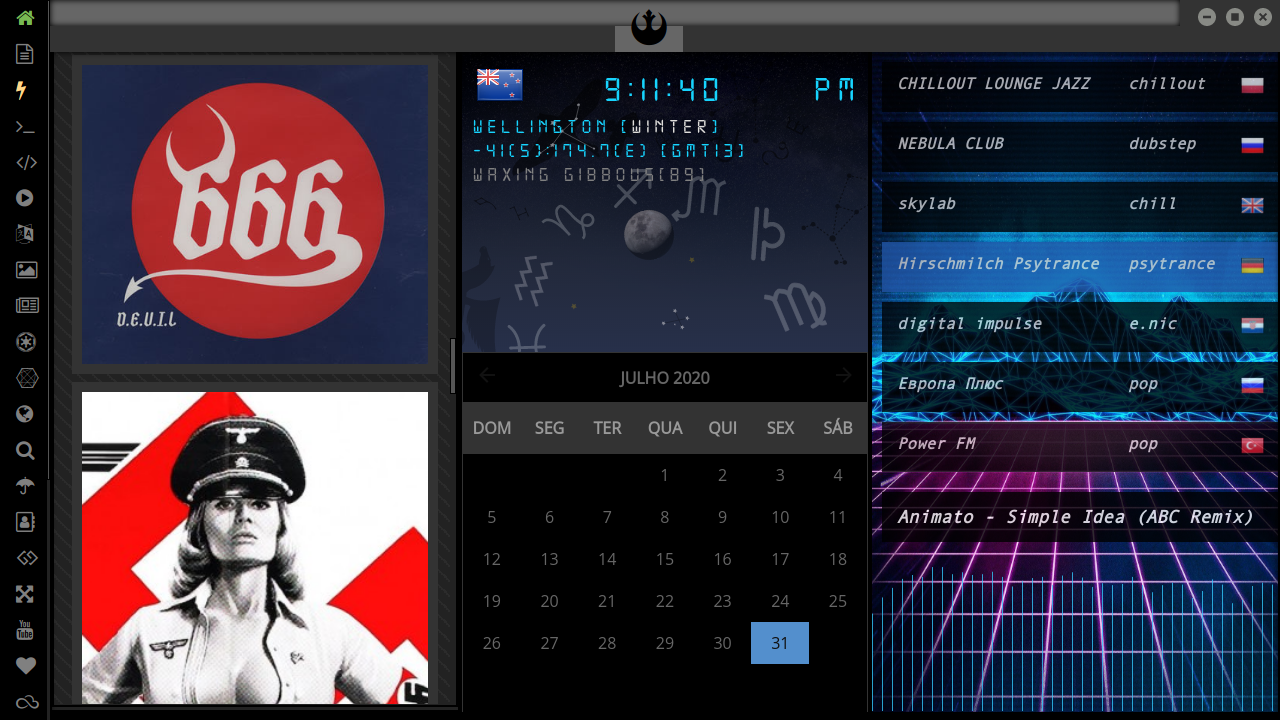 666
D.E.U.I.L
9:11:40 PM
WELLINGTON [WINTER]
-41(S):174.7(E) [GMT13]
WAXING GIBBOUS[89]
JULHO 2020
DOM SEG TER QUA QUI SEX SÁB
1 2 3 4
5 6 7 8 9 10 11
12 13 14 15 16 17 18
19 20 21 22 23 24 25
26 27 28 29 30 31
CHILLOUT LOUNGE JAZZ chillout
NEBULA CLUB dubstep
skylab chill
Hirschmilch Psytrance psytrance
digital impulse e.nic
Европа Плюс pop
Power FM pop
Animato - Simple Idea (ABC Remix)
You
Tube